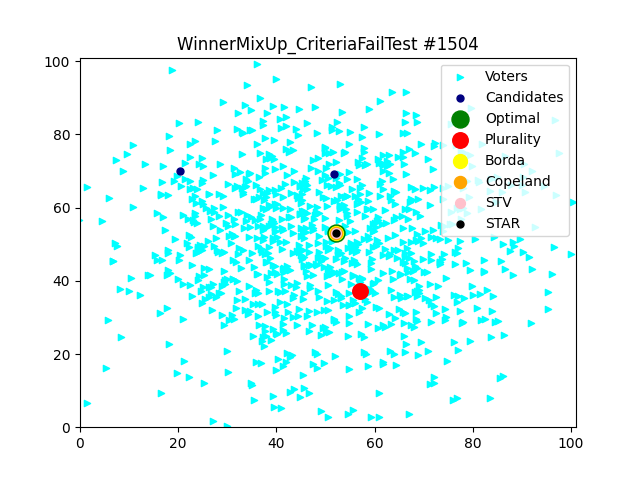 WinnerMixUp_CriteriaFailTest #1504
100
80
60
40
20
0
0 20 40 60 80 100
Voters
Candidates
Optimal
Plurality
Borda
Copeland
STV
STAR